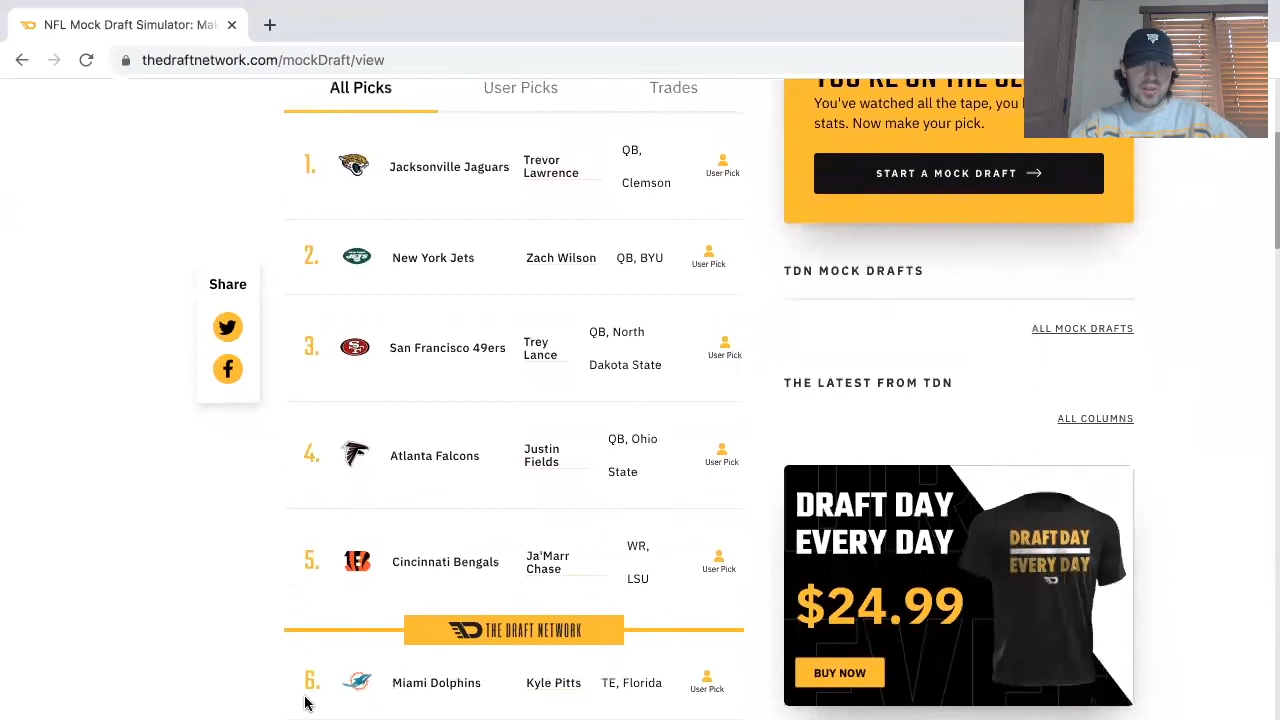 NFL Mock Draft Simulator: Ma
thedraftnetwork.com/mockDraft/view
All Picks
User Picks
Trades
1.
Jacksonville Jaguars
Trevor
Lawrence
QB,
Clemson
User Pick
2.
New York Jets
Zach Wilson
QB, BYU
User Pick
3.
San Francisco 49ers
Trey
Lance
QB, North
Dakota State
User Pick
4.
Atlanta Falcons
Justin
Fields
QB, Ohio
State
User Pick
5.
Cincinnati Bengals
Ja'Marr
Chase
WR,
LSU
User Pick
THE DRAFT NETWORK
6.
Miami Dolphins
Kyle Pitts
TE, Florida
User Pick
Share
YOU'RE ON THE
You've watched all the tape, you
stats. Now make your pick.
START A MOCK DRAFT
TDN MOCK DRAFTS
ALL MOCK DRAFTS
THE LATEST FROM TDN
ALL COLUMNS
DRAFT DAY
EVERY DAY
$24.99
BUY NOW
DRAFT DAY
EVERY DAY